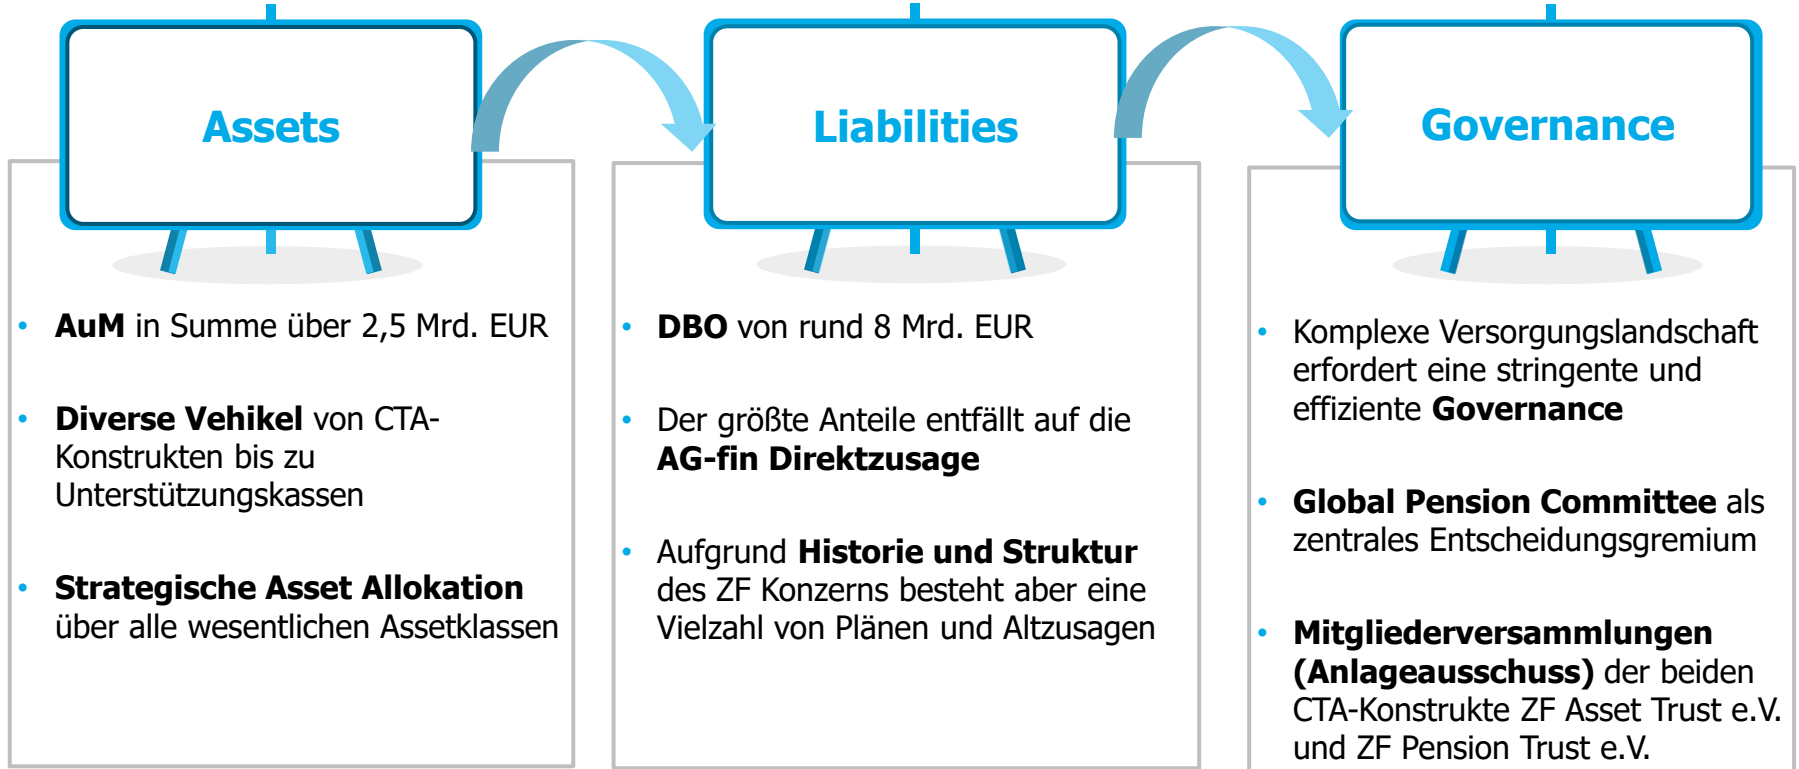 Assets
• AuM in Summe über 2,5 Mrd. EUR
• Diverse Vehikel von CTA-
Konstrukten bis zu
Unterstützungskassen
• Strategische Asset Allokation
über alle wesentlichen Assetklassen
Liabilities
• DBO von rund 8 Mrd. EUR
• Der größte Anteile entfällt auf die
AG-fin Direktzusage
• Aufgrund Historie und Struktur
des ZF Konzerns besteht aber eine
Vielzahl von Plänen und Altzusagen
Governance
• Komplexe Versorgungslandschaft
erfordert eine stringente und
effiziente Governance
• Global Pension Committee als
zentrales Entscheidungsgremium
• Mitgliederversammlungen
(Anlageausschuss) der beiden
CTA-Konstrukte ZF Asset Trust e.V.
und ZF Pension Trust e.V.